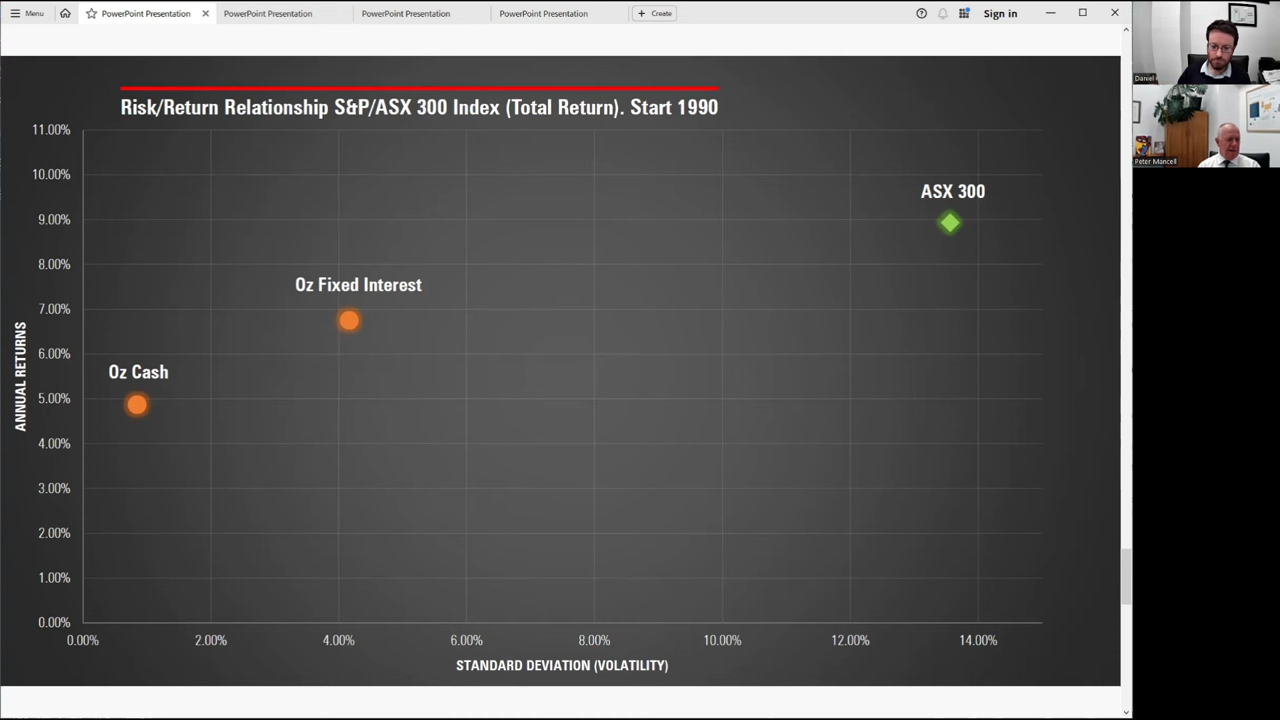 Menu
PowerPoint Presentation
PowerPoint Presentation
PowerPoint Presentation
PowerPoint Presentation
Create
Sign in
Daniel
Peter Mancell
Risk/Return Relationship S&P/ASX 300 Index (Total Return). Start 1990
11.00%
10.00%
ASX 300
9.00%
8.00%
Oz Fixed Interest
7.00%
6.00%
Oz Cash
5.00%
4.00%
3.00%
2.00%
1.00%
0.00%
ANNUAL RETURNS
0.00% 2.00% 4.00% 6.00% 8.00% 10.00% 12.00% 14.00%
STANDARD DEVIATION (VOLATILITY)